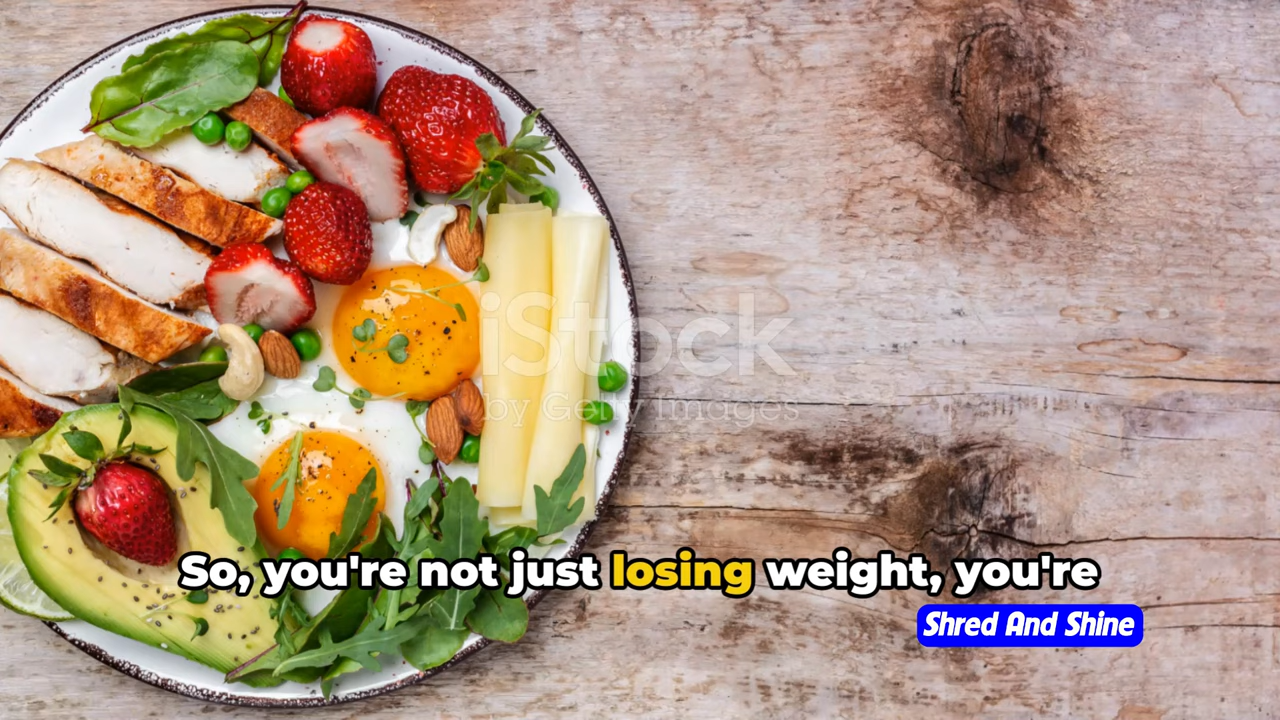 iStock
by Getty Images
So, you're not just losing weight, you're
Shred And Shine